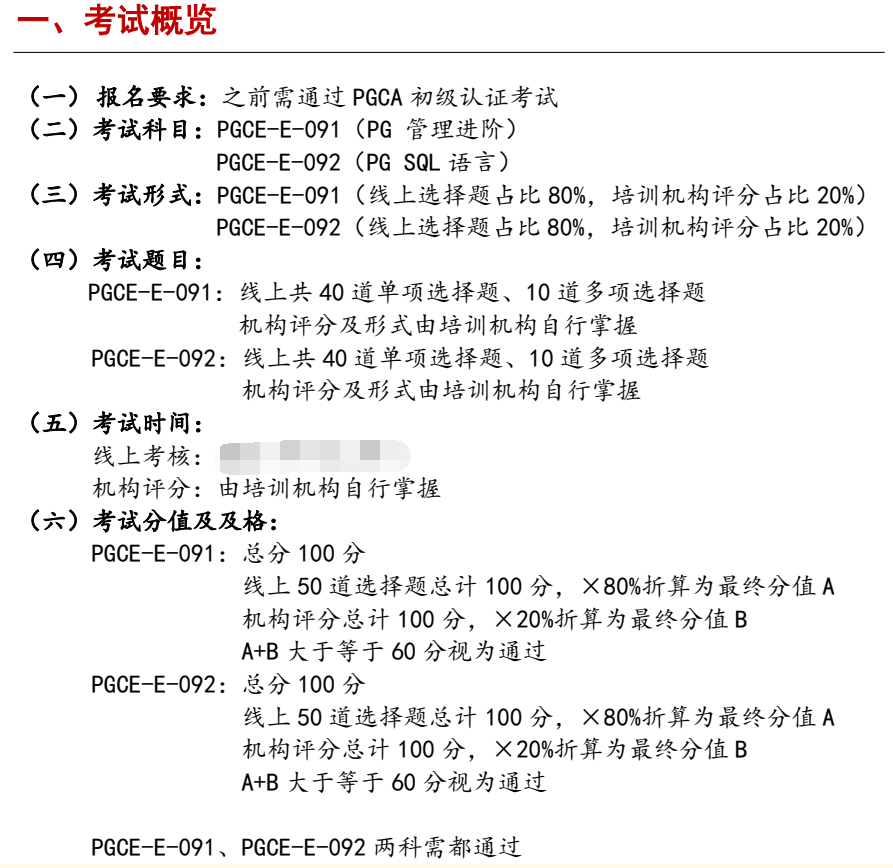 一、考试概览
（一）报名要求：之前需通过 PGCA 初级认证考试
（二）考试科目：PGCE-E-091（PG 管理进阶）
PGCE-E-092（PG SQL 语言）
（三）考试形式：PGCE-E-091（线上选择题占比 80%，培训机构评分占比 20%）
PGCE-E-092（线上选择题占比 80%，培训机构评分占比 20%）
（四）考试题目：
PGCE-E-091：线上共 40 道单项选择题、10 道多项选择题
机构评分及形式由培训机构自行掌握
PGCE-E-092：线上共 40 道单项选择题、10 道多项选择题
机构评分及形式由培训机构自行掌握
（五）考试时间：
线上考核：
机构评分：由培训机构自行掌握
（六）考试分值及及格：
PGCE-E-091：总分 100 分
线上 50 道选择题总计 100 分，×80%折算为最终分值 A
机构评分总计 100 分，×20%折算为最终分值 B
A+B 大于等于 60 分视为通过
PGCE-E-092：总分 100 分
线上 50 道选择题总计 100 分，×80%折算为最终分值 A
机构评分总计 100 分，×20%折算为最终分值 B
A+B 大于等于 60 分视为通过
PGCE-E-091、PGCE-E-092 两科需都通过